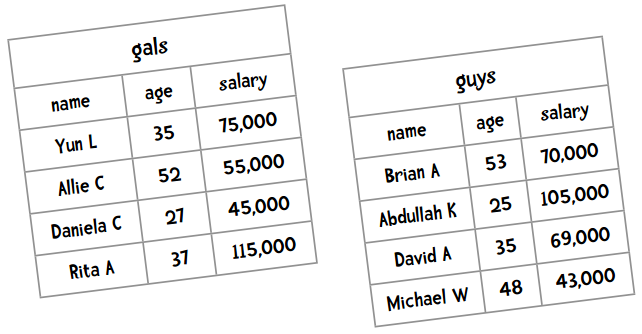 gals
name age salary
Yun L 35 75,000
Allie C 52 55,000
Daniela C 27 45,000
Rita A 37 115,000
guys
name age salary
Brian A 53 70,000
Abdullah K 25 105,000
David A 35 69,000
Michael W 48 43,000